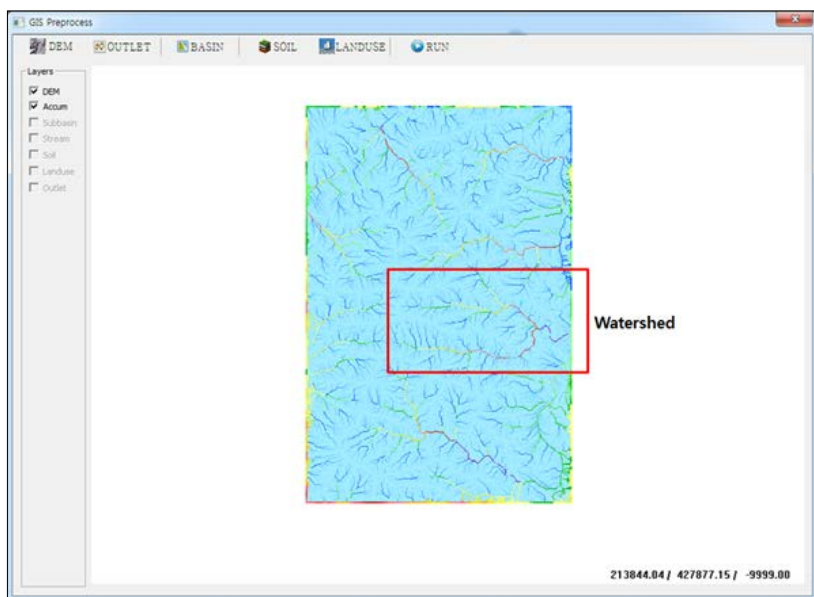 GIS Preprocess
DEM OUTLET BASIN SOIL LANDUSE RUN
Layers
DEM
Accum
Subbasin
Stream
Soil
Landuse
Outlet
Watershed
213844.04 / 427877.15 / -9999.00